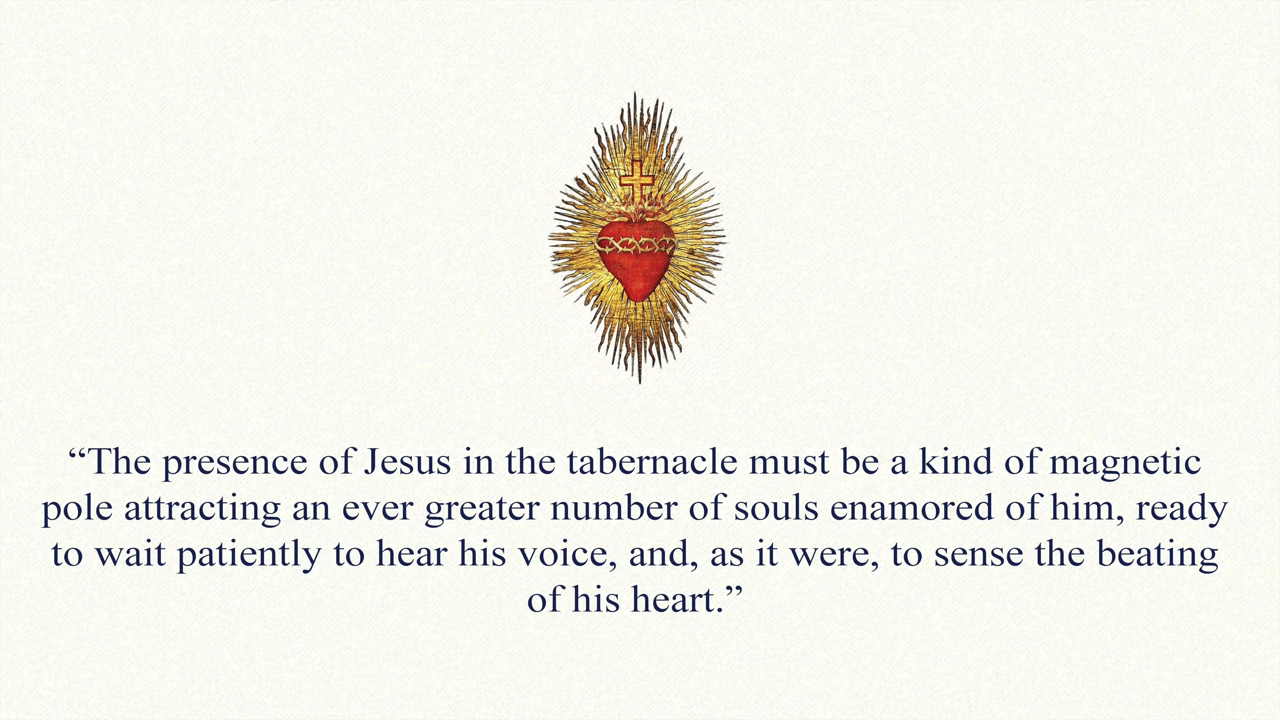 “The presence of Jesus in the tabernacle must be a kind of magnetic
pole attracting an ever greater number of souls enamored of him, ready
to wait patiently to hear his voice, and, as it were, to sense the beating
of his heart.”